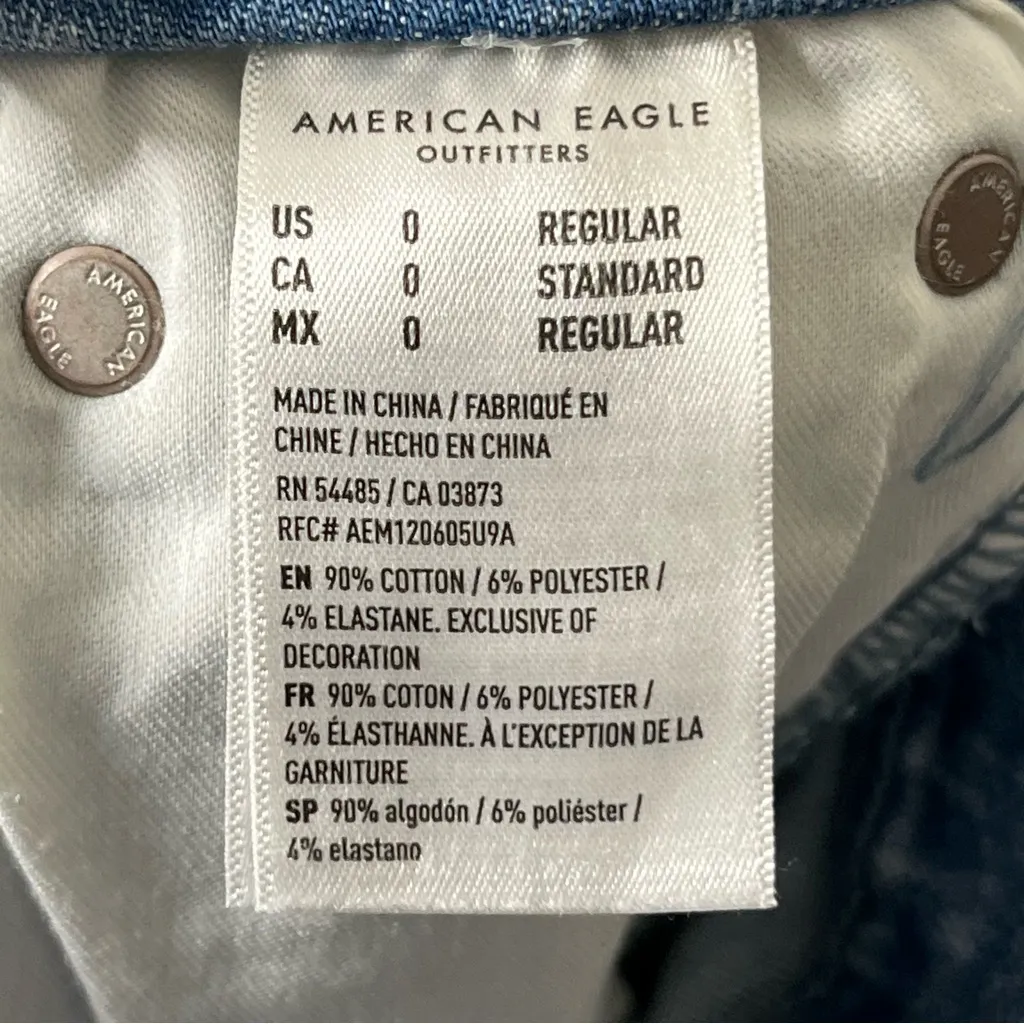 AMERICAN EAGLE
OUTFITTERS
US 0 REGULAR
CA 0 STANDARD
MX 0 REGULAR
MADE IN CHINA / FABRIQUÉ EN
CHINE / HECHO EN CHINA
RN 54485 / CA 03873
RFC# AEM120605U9A
EN 90% COTTON / 6% POLYESTER /
4% ELASTANE. EXCLUSIVE OF
DECORATION
FR 90% COTON / 6% POLYESTER /
4% ÉLASTHANNE. À L'EXCEPTION DE LA
GARNITURE
SP 90% algodón / 6% poliéster /
4% elastano
AMERICAN
EAGLE
AMERICAN
EAGLE